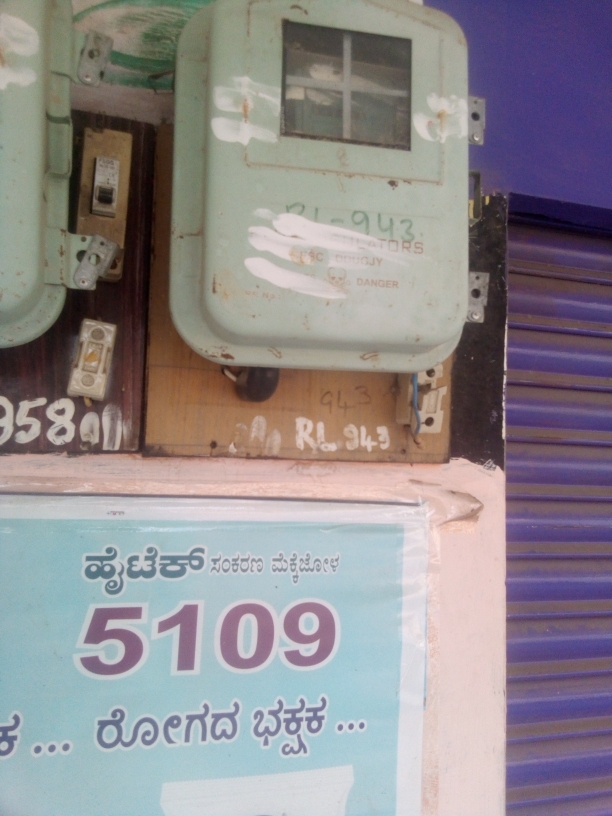 RL-943
DANGER
943
958
RL 943
ಹೈಟೆಕ್ ಸಂಕರಣ ಮೆಕ್ಕೆಜೋಳ
5109
ಕ ... ರೋಗದ ಭಕ್ಷಕ ...